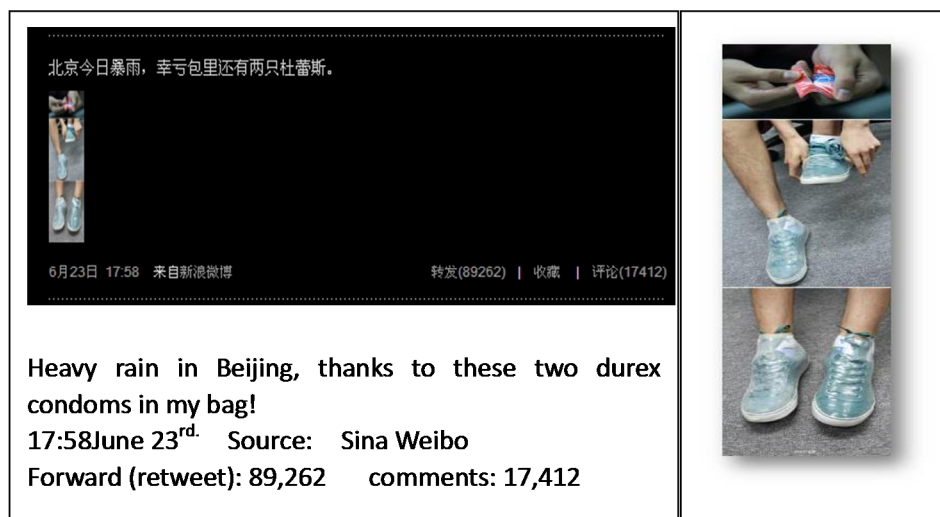 北京今日暴雨，幸亏包里还有两只杜蕾斯。
6月23日 17:58 来自新浪微博 转发(89262) | 收藏 | 评论(17412)
Heavy rain in Beijing, thanks to these two durex
condoms in my bag!
17:58June 23rd. Source: Sina Weibo
Forward (retweet): 89,262 comments: 17,412